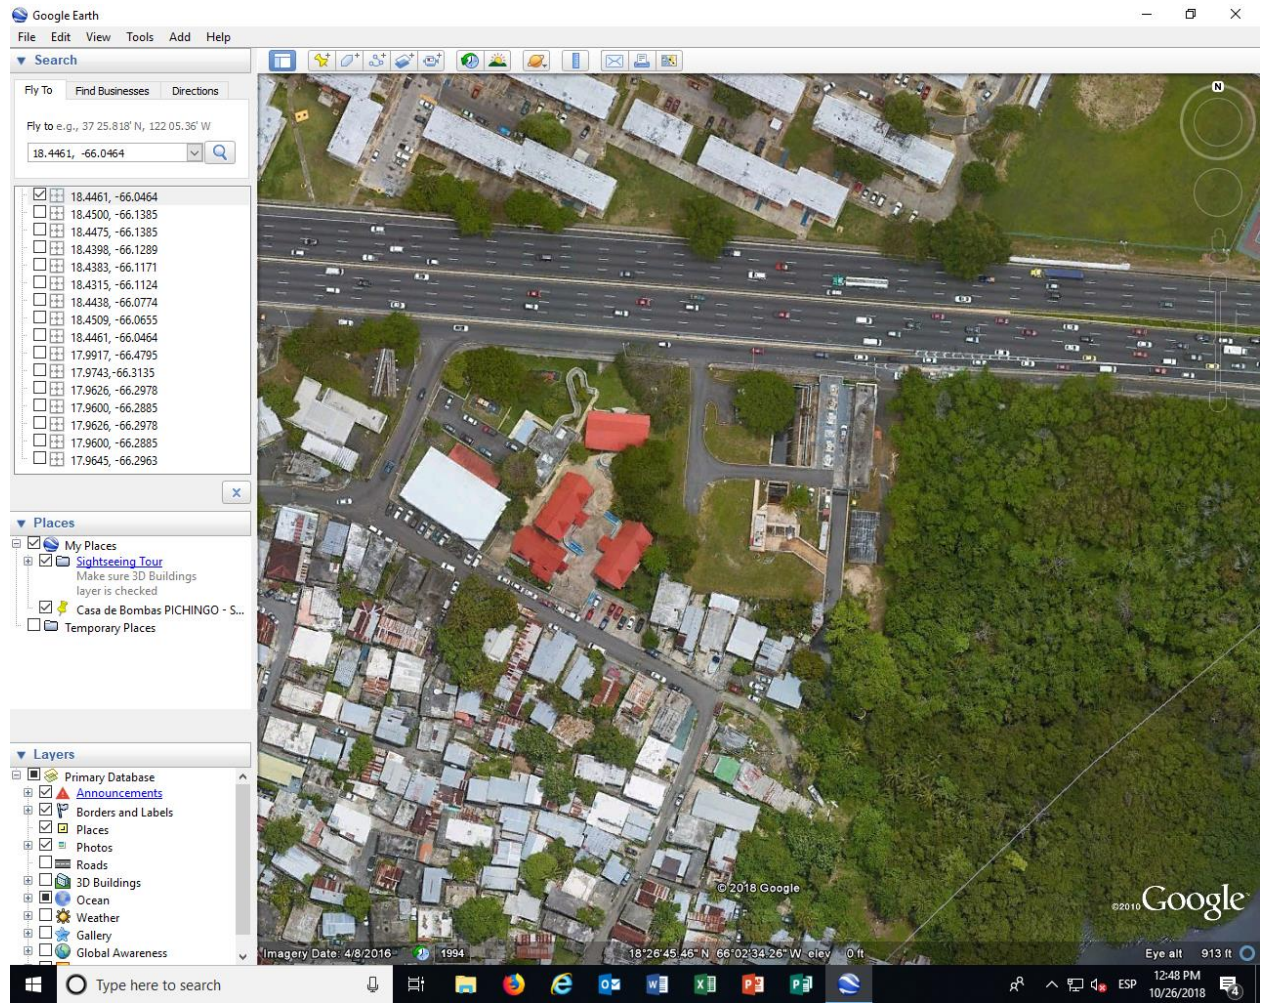 Google Earth
File Edit View Tools Add Help
Search
Fly To Find Businesses Directions
Fly to e.g., 37 25.818' N, 122 05.36' W
18.4461, -66.0464
18.4461, -66.0464
18.4500, -66.1385
18.4475, -66.1385
18.4398, -66.1289
18.4383, -66.1171
18.4315, -66.1124
18.4438, -66.0774
18.4509, -66.0655
18.4461, -66.0464
17.9917, -66.4795
17.9743,-66.3135
17.9626, -66.2978
17.9600, -66.2885
17.9626, -66.2978
17.9600, -66.2885
17.9645, -66.2963
Places
My Places
Sightseeing Tour
Make sure 3D Buildings
layer is checked
Casa de Bombas PICHINGO - S...
Temporary Places
Layers
Primary Database
Announcements
Borders and Labels
Places
Photos
Roads
3D Buildings
Ocean
Weather
Gallery
Global Awareness
N
© 2018 Google
©2010 Google
Imagery Date: 4/8/2016 1994 18°26'45.46" N 66°02'34.26" W elev 0 ft Eye alt 913 ft
Type here to search
ESP
12:48 PM
10/26/2018
4